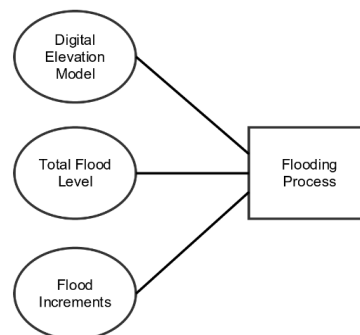 Digital
Elevation
Model
Total Flood
Level
Flooding
Process
Flood
Increments